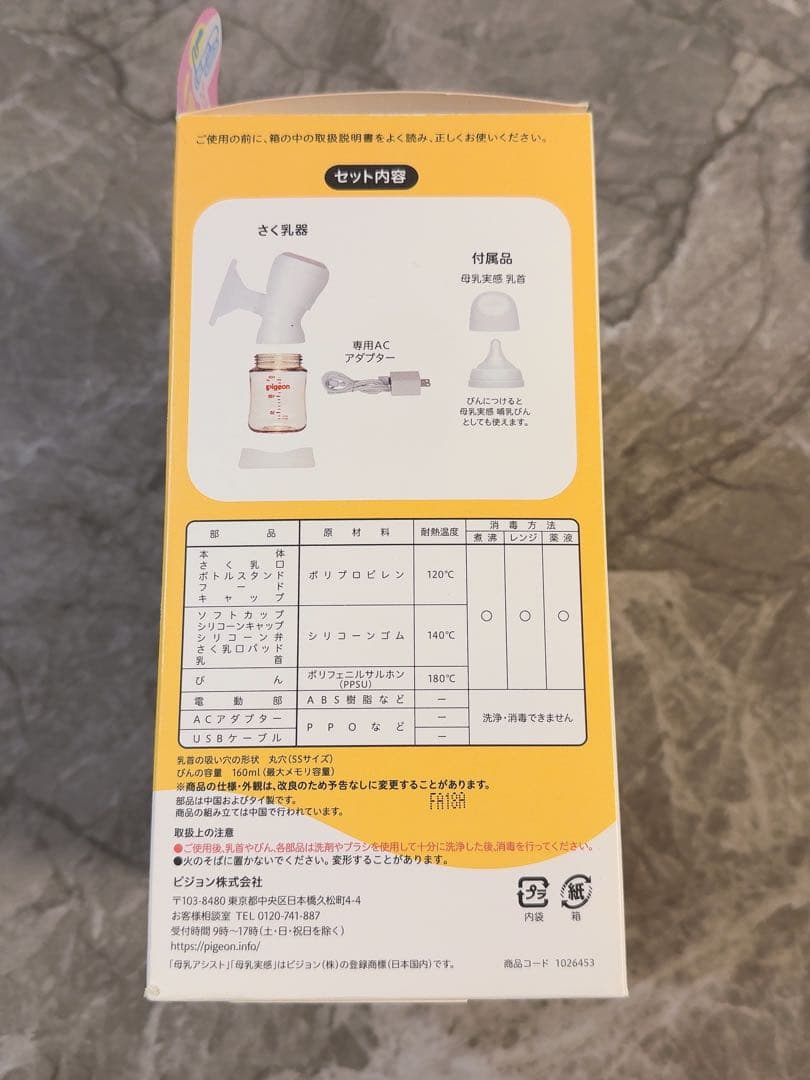 ご使用の前に、箱の中の取扱説明書をよく読み、正しくお使いください。
セット内容
さく乳器
付属品
母乳実感 乳首
専用AC
アダプター
pigeon
びんにつけると
母乳実感 哺乳びん
としても使えます。
部品 原材料 耐熱温度 消毒方法
煮沸 レンジ 薬液
本体
さく乳口
ボトルスタンド
フード
キャップ
ポリプロピレン 120℃
ソフトカップ
シリコーンキャップ
シリコーン弁
さく乳口パッド
乳首
シリコーンゴム 140℃ ○ ○ ○
びん ポリフェニルサルホン
(PPSU) 180℃
電動部 ABS樹脂など ー
ACアダプター ー
PPOなど 洗浄・消毒できません
USBケーブル ー
乳首の吸い穴の形状 丸穴(SSサイズ)
びんの容量 160ml(最大メモリ容量)
※商品の仕様・外観は、改良のため予告なしに変更することがあります。
部品は中国およびタイ製です。
商品の組み立ては中国で行われています。
FA18A
取扱上の注意
●ご使用後、乳首やびん、各部品は洗剤やブラシを使用して十分に洗浄した後、消毒を行ってください。
●火のそばに置かないでください。変形することがあります。
ピジョン株式会社
〒103-8480 東京都中央区日本橋久松町4-4
お客様相談室 TEL 0120-741-887
受付時間 9時〜17時(土・日・祝日を除く)
https://pigeon.info/
プラ 紙
内袋 箱
「母乳アシスト」「母乳実感」はピジョン(株)の登録商標(日本国内)です。
商品コード 1026453